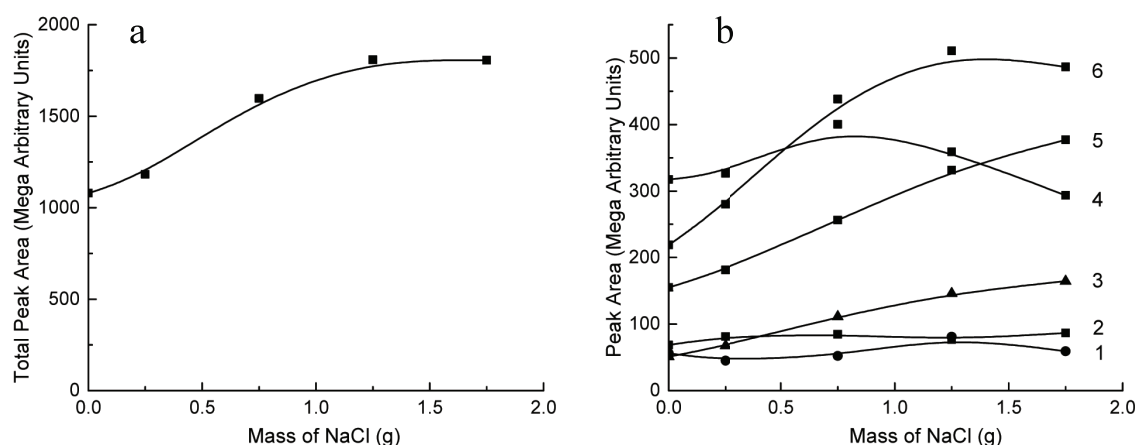 a
2000
1500
1000
500
0
0.0 0.5 1.0 1.5 2.0
Mass of NaCl (g)
Total Peak Area (Mega Arbitrary Units)
b
500
400
300
200
100
0
0.0 0.5 1.0 1.5 2.0
Mass of NaCl (g)
Peak Area (Mega Arbitrary Units)
6
5
4
3
2
1